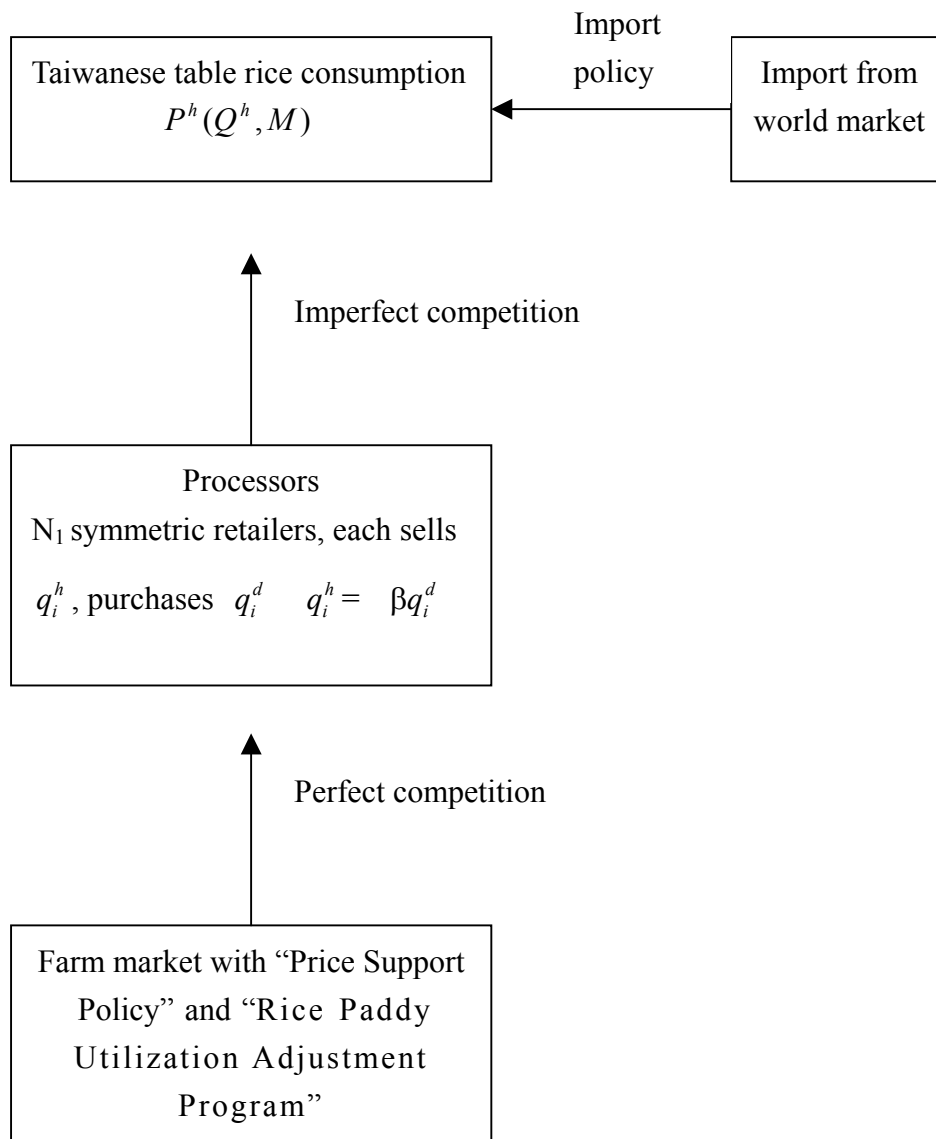 Taiwanese table rice consumption
P^h(Q^h, M)
Import
policy
Import from
world market
Imperfect competition
Processors
N₁ symmetric retailers, each sells
q_i^h , purchases q_i^d q_i^h = βq_i^d
Perfect competition
Farm market with “Price Support
Policy” and “Rice Paddy
Utilization Adjustment
Program”